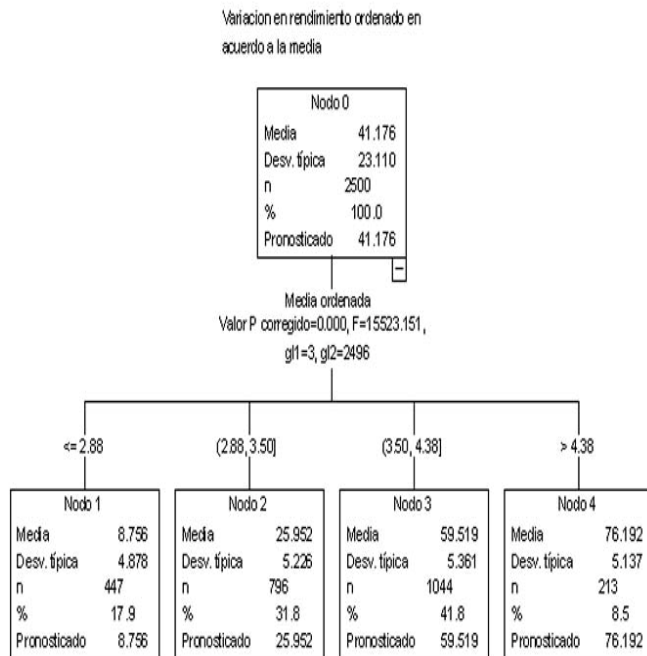 Variacion en rendimiento ordenado en
acuerdo a la media
Nodo 0
Media 41.176
Desv. típica 23.110
n 2500
% 100.0
Pronosticado 41.176
Media ordenada
Valor P corregido=0.000, F=15523.151,
gl1=3, gl2=2496
<= 2.88
(2.88, 3.50]
(3.50, 4.38]
> 4.38
Nodo 1
Media 8.756
Desv. típica 4.878
n 447
% 17.9
Pronosticado 8.756
Nodo 2
Media 25.952
Desv. típica 5.226
n 796
% 31.8
Pronosticado 25.952
Nodo 3
Media 59.519
Desv. típica 5.361
n 1044
% 41.8
Pronosticado 59.519
Nodo 4
Media 76.192
Desv. típica 5.137
n 213
% 8.5
Pronosticado 76.192